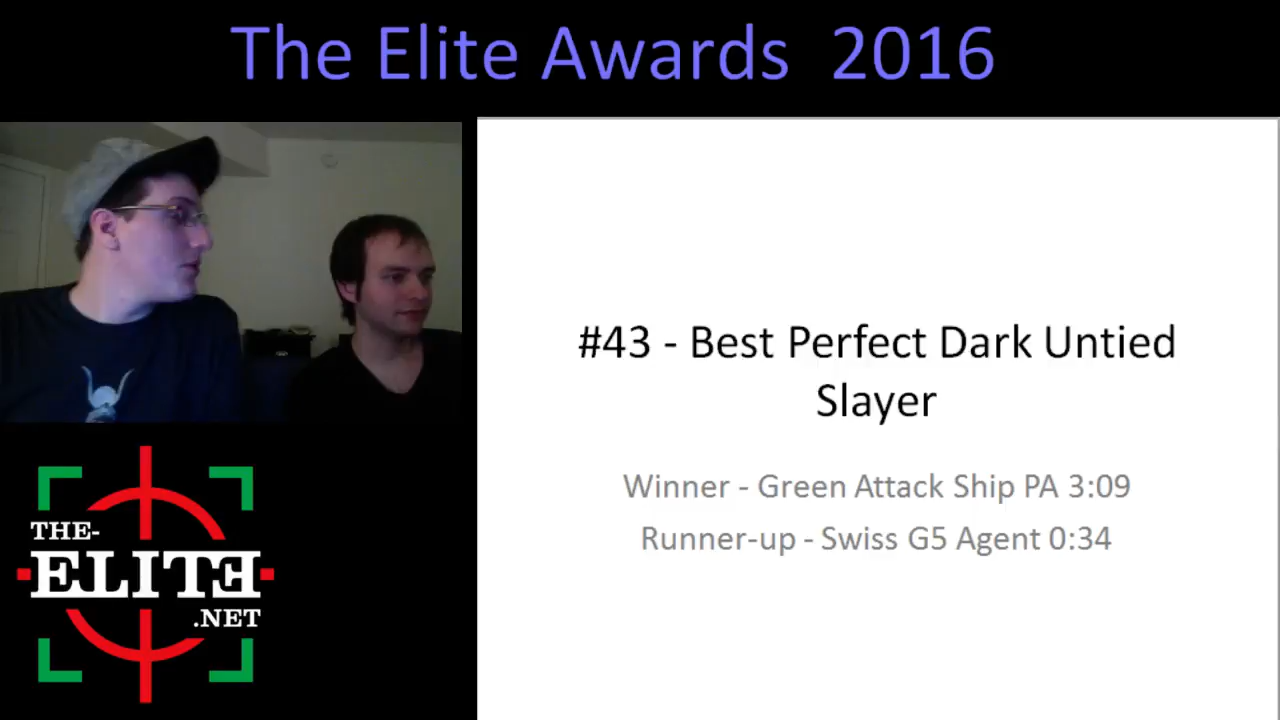 The Elite Awards 2016
#43 - Best Perfect Dark Untied
Slayer
Winner - Green Attack Ship PA 3:09
Runner-up - Swiss G5 Agent 0:34
THE-
ELITE
.NET